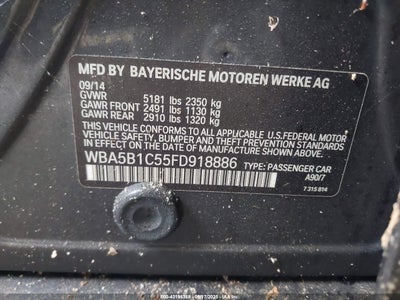 MFD BY BAYERISCHE MOTOREN WERKE AG
09/14
GVWR 5181 lbs 2350 kg
GAWR FRONT 2491 lbs 1130 kg
GAWR REAR 2910 lbs 1320 kg
THIS VEHICLE CONFORMS TO ALL APPLICABLE U.S.FEDERAL MOTOR
VEHICLE SAFETY, BUMPER, AND THEFT PREVENTION STANDARDS
IN EFFECT ON THE DATE OF MANUFACTURE SHOWN ABOVE.
WBA5B1C55FD918886 TYPE: PASSENGER CAR
A90/7
7 315 814